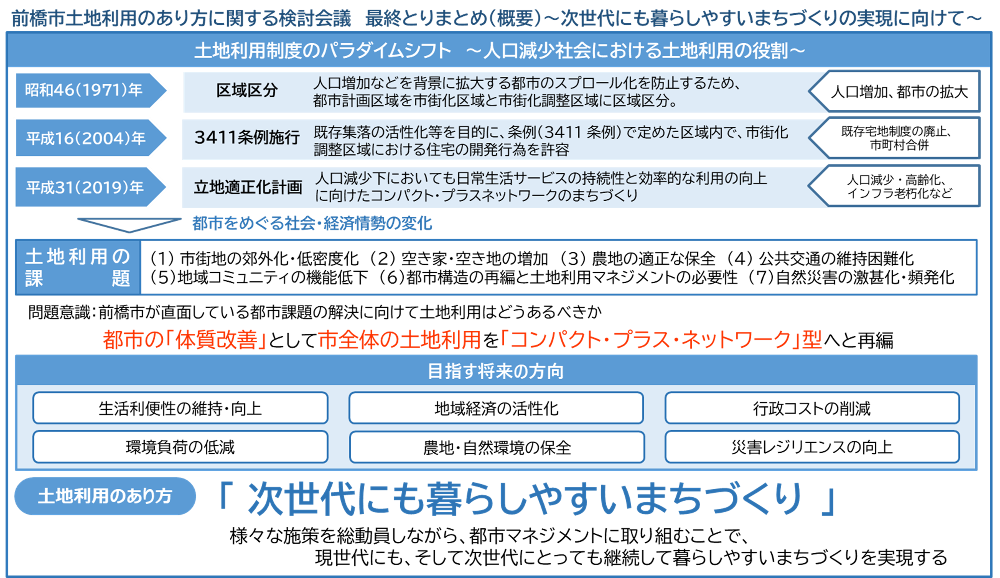 前橋市土地利用のあり方に関する検討会議　最終とりまとめ(概要)～次世代にも暮らしやすいまちづくりの実現に向けて～
土地利用制度のパラダイムシフト　～人口減少社会における土地利用の役割～
昭和46(1971)年
区域区分
人口増加などを背景に拡大する都市のスプロール化を防止するため、
都市計画区域を市街化区域と市街化調整区域に区域区分。
人口増加、都市の拡大
平成16(2004)年
3411条例施行
既存集落の活性化等を目的に、条例(3411 条例)で定めた区域内で、市街化
調整区域における住宅の開発行為を許容
既存宅地制度の廃止、
市町村合併
平成31(2019)年
立地適正化計画
人口減少下においても日常生活サービスの持続性と効率的な利用の向上
に向けたコンパクト・プラスネットワークのまちづくり
人口減少・高齢化、
インフラ老朽化など
都市をめぐる社会・経済情勢の変化
土地利用の
課題
(1) 市街地の郊外化・低密度化 (2) 空き家・空き地の増加 (3) 農地の適正な保全 (4) 公共交通の維持困難化
(5)地域コミュニティの機能低下 (6)都市構造の再編と土地利用マネジメントの必要性 (7)自然災害の激甚化・頻発化
問題意識:前橋市が直面している都市課題の解決に向けて土地利用はどうあるべきか
都市の「体質改善」として市全体の土地利用を「コンパクト・プラス・ネットワーク」型へと再編
目指す将来の方向
生活利便性の維持・向上
地域経済の活性化
行政コストの削減
環境負荷の低減
農地・自然環境の保全
災害レジリエンスの向上
土地利用のあり方
「 次世代にも暮らしやすいまちづくり 」
様々な施策を総動員しながら、都市マネジメントに取り組むことで、
現世代にも、そして次世代にとっても継続して暮らしやすいまちづくりを実現する